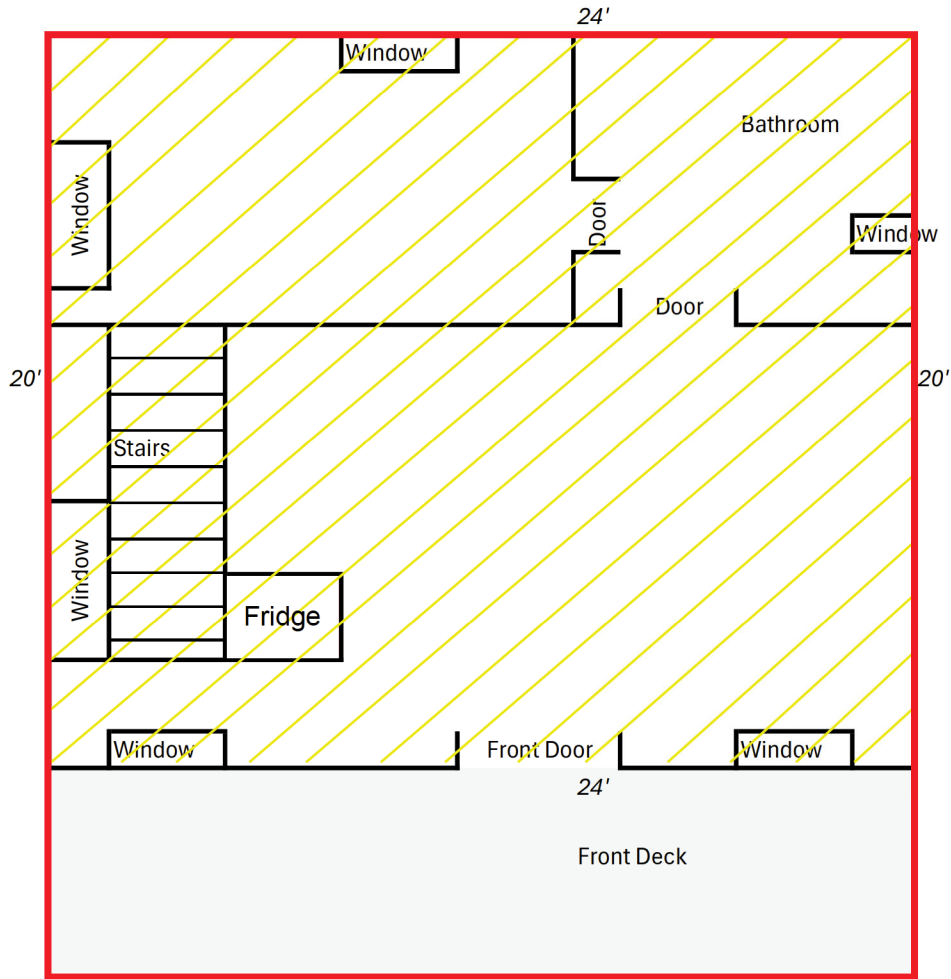 24'
Window
Bathroom
Window
Door
Window
Door
20'
20'
Stairs
Window
Fridge
Window
Front Door
Window
24'
Front Deck